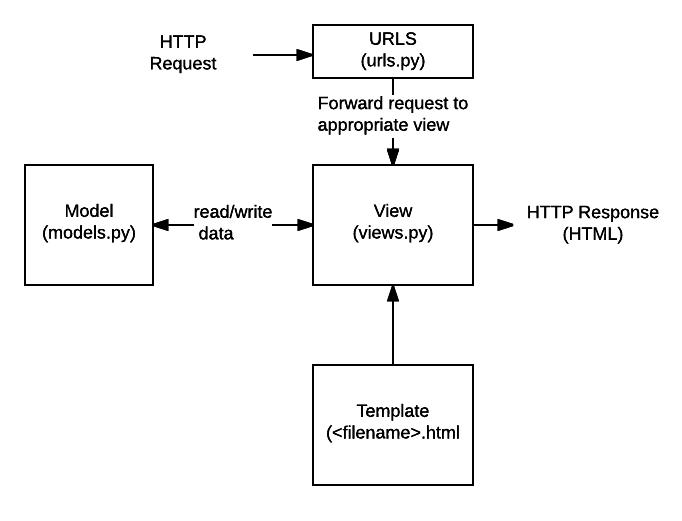 HTTP
Request
URLS
(urls.py)
Forward request to
appropriate view
Model
(models.py)
read/write
data
View
(views.py)
HTTP Response
(HTML)
Template
(<filename>.html